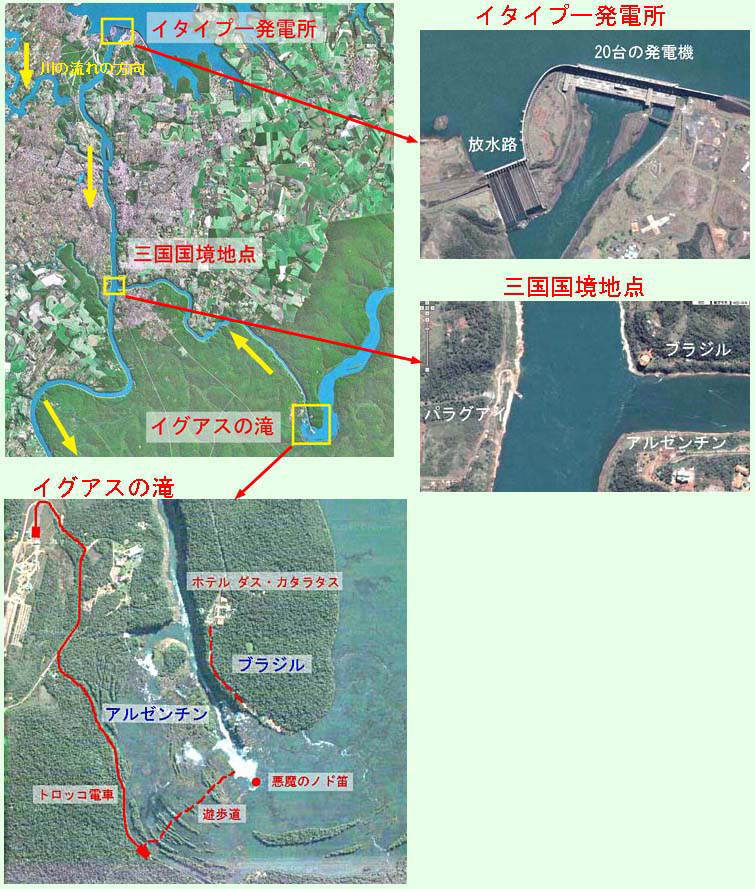 イタイプー発電所
川の流れの方向
三国国境地点
イグアスの滝
イタイプー発電所
20台の発電機
放水路
三国国境地点
ブラジル
パラグアイ
アルゼンチン
イグアスの滝
ホテル ダス・カタラタス
ブラジル
アルゼンチン
悪魔のノド笛
トロッコ電車
遊歩道